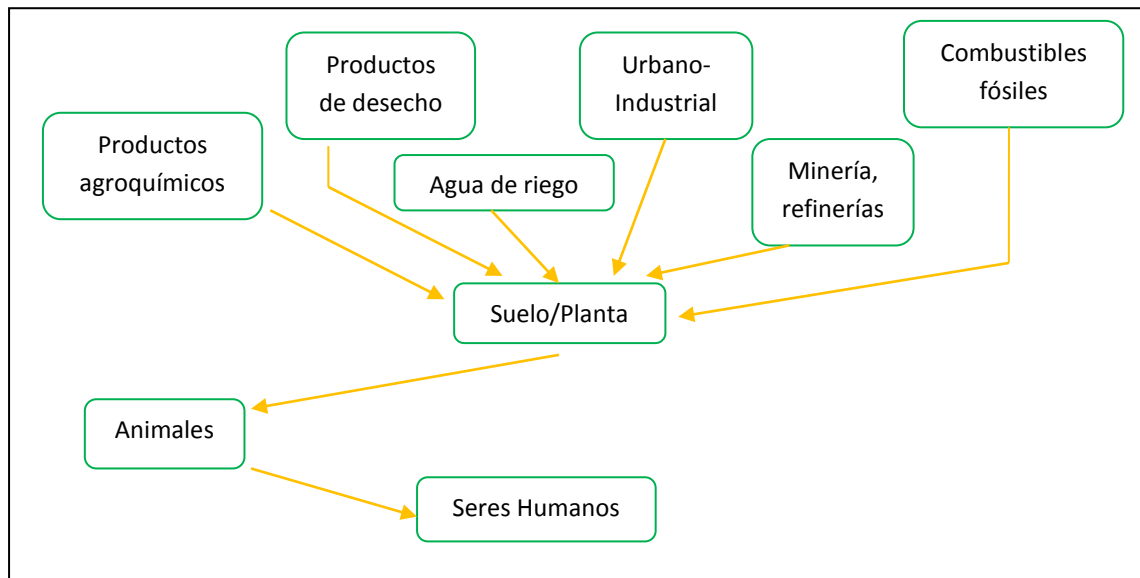 Productos
de desecho
Urbano-
Industrial
Combustibles
fósiles
Productos
agroquímicos
Agua de riego
Minería,
refinerías
Suelo/Planta
Animales
Seres Humanos